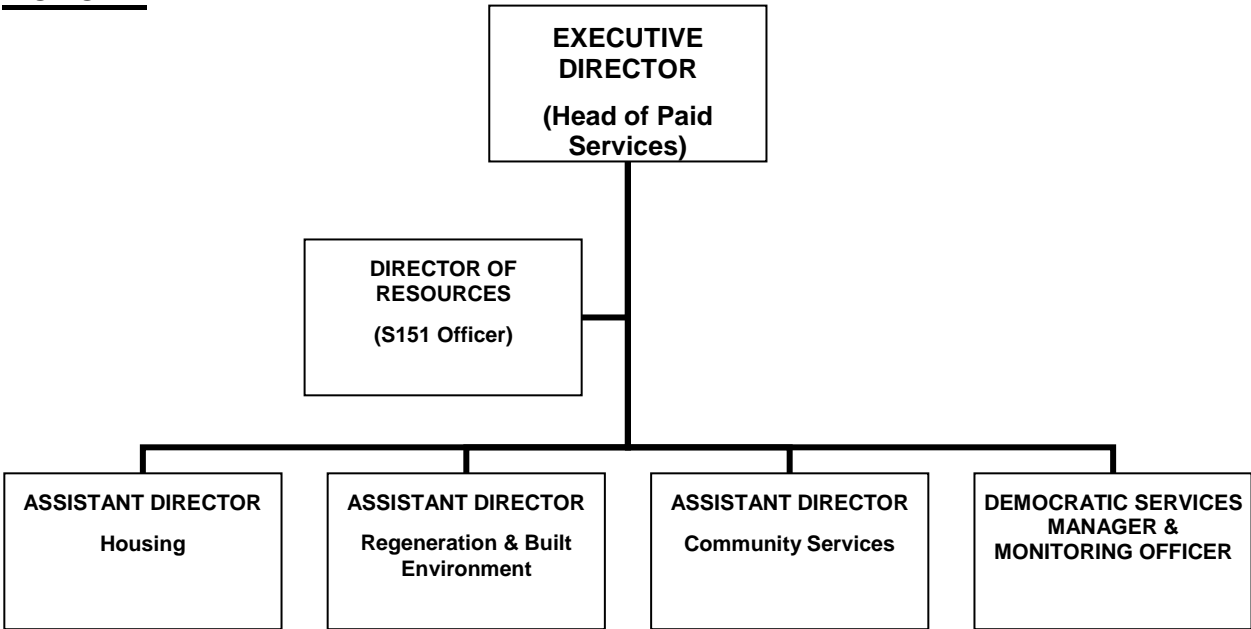 EXECUTIVE
DIRECTOR
(Head of Paid
Services)
DIRECTOR OF
RESOURCES
(S151 Officer)
ASSISTANT DIRECTOR
Housing
ASSISTANT DIRECTOR
Regeneration & Built
Environment
ASSISTANT DIRECTOR
Community Services
DEMOCRATIC SERVICES
MANAGER &
MONITORING OFFICER